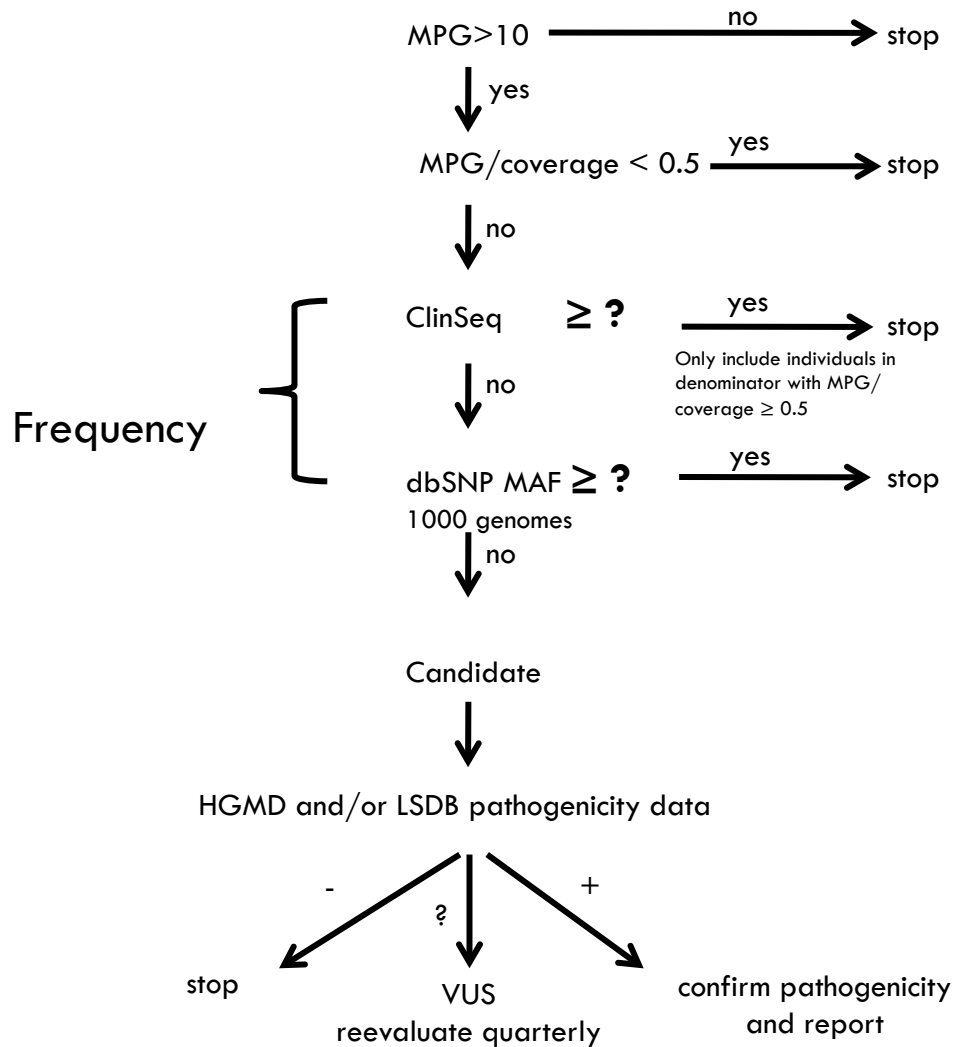 no
MPG>10
stop
yes
yes
MPG/coverage < 0.5
stop
no
yes
ClinSeq ≥ ?
stop
Only include individuals in
denominator with MPG/
coverage ≥ 0.5
no
Frequency
yes
dbSNP MAF ≥ ?
stop
1000 genomes
no
Candidate
HGMD and/or LSDB pathogenicity data
-
?
+
stop
VUS
reevaluate quarterly
confirm pathogenicity
and report